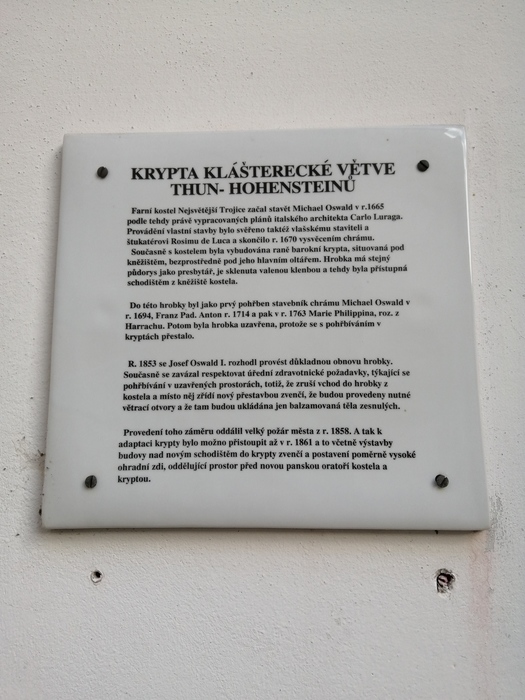 KRYPTA KLÁŠTERECKÉ VĚTVE
THUN- HOHENSTEINŮ
Farní kostel Nejsvětější Trojice začal stavět Michael Oswald v r.1665
podle tehdy právě vypracovaných plánů italského architekta Carlo Luraga.
Provádění vlastní stavby bylo svěřeno taktéž vlašskému staviteli a
štukatérovi Rosimu de Luca a skončilo r. 1670 vysvěcením chrámu.
Současně s kostelem byla vybudována raně barokní krypta, situovaná pod
kněžištěm, bezprostředně pod jeho hlavním oltářem. Hrobka má stejný
půdorys jako presbytář, je sklenuta valenou klenbou a tehdy byla přístupná
schodištěm z kněžiště kostela.
Do této hrobky byl jako prvý pohřben stavebník chrámu Michael Oswald v
r. 1694, Franz Pad. Anton r. 1714 a pak v r. 1763 Marie Philippina, roz. z
Harrachu. Potom byla hrobka uzavřena, protože se s pohřbíváním v
kryptách přestalo.
R. 1853 se Josef Oswald I. rozhodl provést důkladnou obnovu hrobky.
Současně se zavázal respektovat úřední zdravotnické požadavky, týkající se
pohřbívání v uzavřených prostorách, totiž, že zruší vchod do hrobky z
kostela a místo něj zřídí nový přestavbou zvenčí, že budou provedeny nutné
větrací otvory a že tam budou ukládána jen balzamovaná těla zesnulých.
Provedení toho záměru oddálil velký požár města z r. 1858. A tak k
adaptaci krypty bylo možno přistoupit až v r. 1861 a to včetně výstavby
budovy nad novým schodištěm do krypty zvenčí a postavení poměrně vysoké
ohradní zdi, oddělující prostor před novou panskou oratoří kostela a
kryptou.